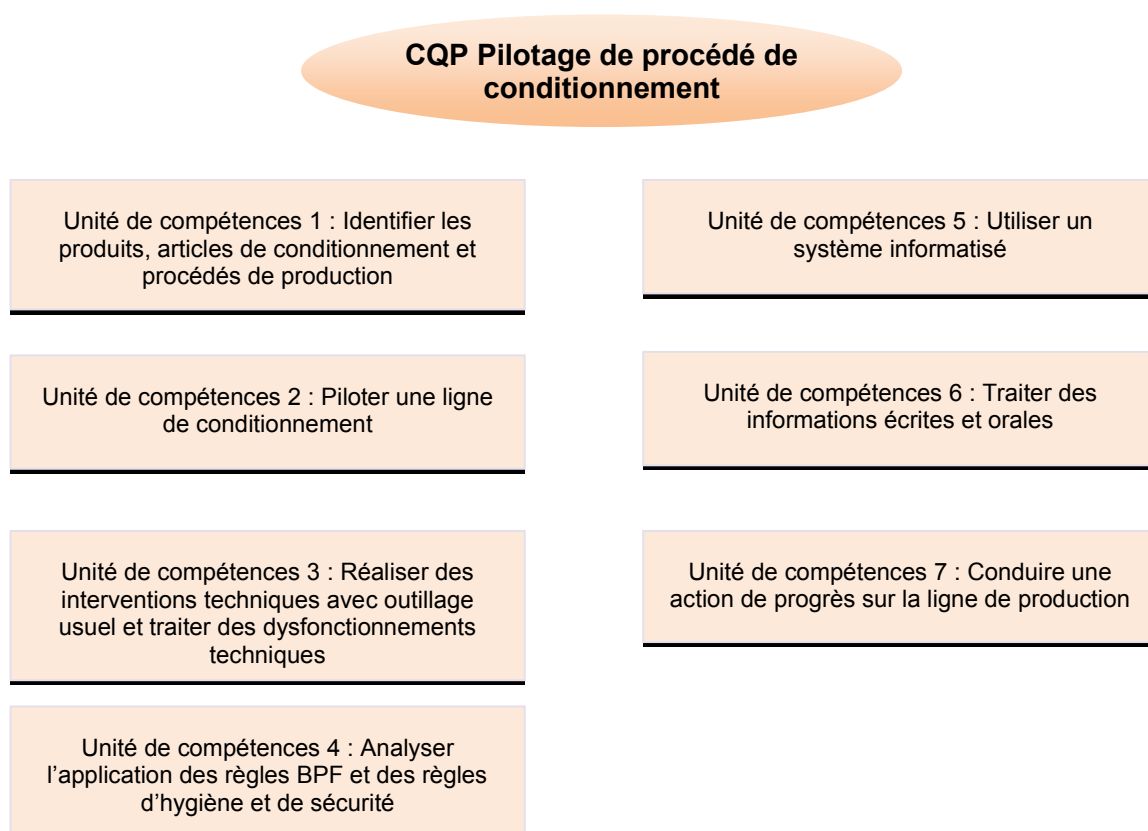 CQP Pilotage de procédé de
conditionnement
Unité de compétences 1 : Identifier les
produits, articles de conditionnement et
procédés de production
Unité de compétences 2 : Piloter une ligne
de conditionnement
Unité de compétences 3 : Réaliser des
interventions techniques avec outillage
usuel et traiter des dysfonctionnements
techniques
Unité de compétences 4 : Analyser
l’application des règles BPF et des règles
d’hygiène et de sécurité
Unité de compétences 5 : Utiliser un
système informatisé
Unité de compétences 6 : Traiter des
informations écrites et orales
Unité de compétences 7 : Conduire une
action de progrès sur la ligne de production